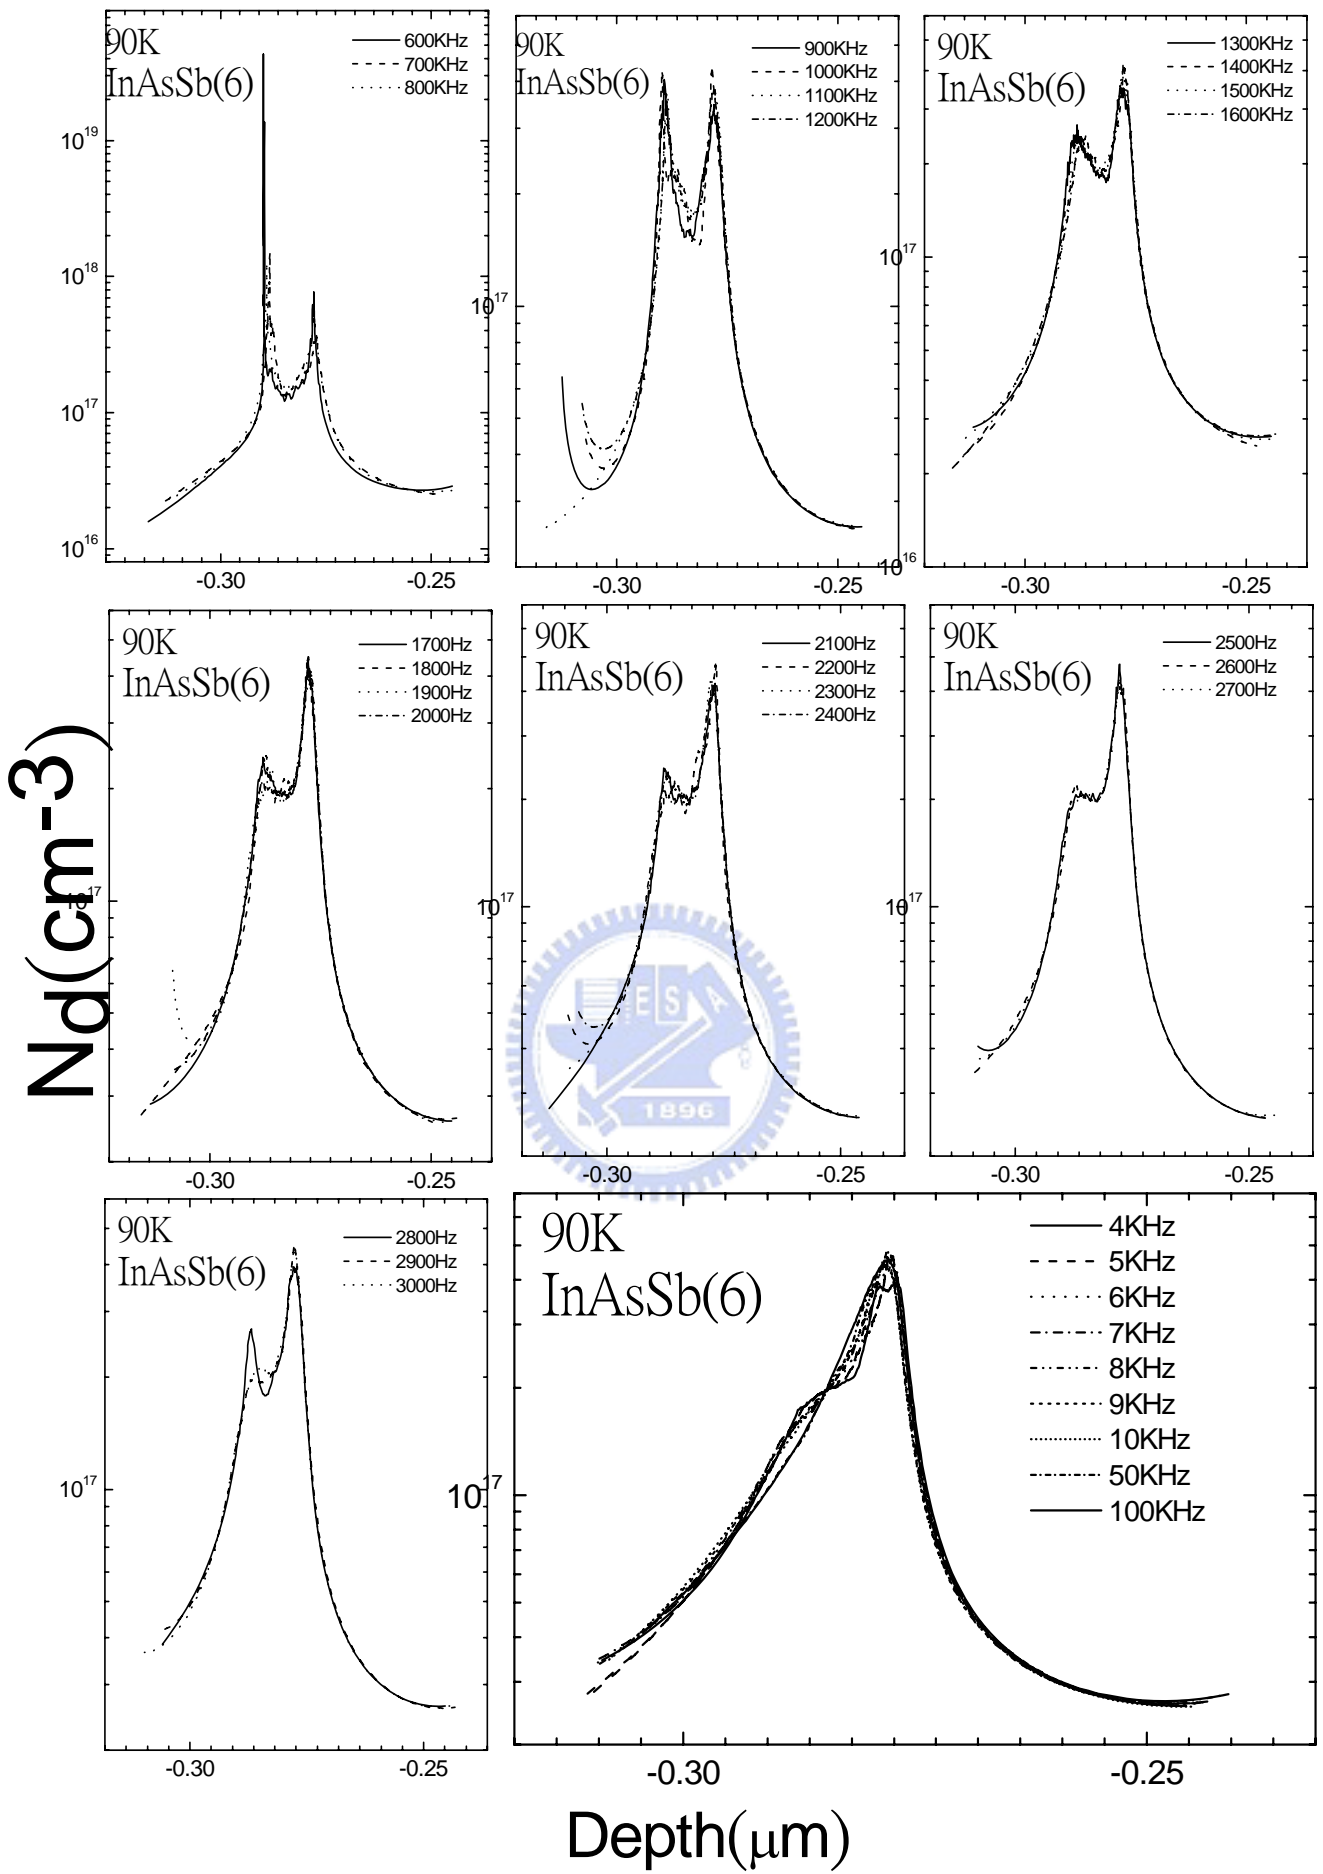 90K
InAsSb(6)
600KHz
700KHz
800KHz
10^19
10^18
10^17
10^16
-0.30
-0.25
90K
InAsSb(6)
900KHz
1000KHz
1100KHz
1200KHz
10^17
-0.30
-0.25
90K
InAsSb(6)
1300KHz
1400KHz
1500KHz
1600KHz
10^17
10^16
-0.30
-0.25
90K
InAsSb(6)
1700Hz
1800Hz
1900Hz
2000Hz
10^17
-0.30
-0.25
90K
InAsSb(6)
2100Hz
2200Hz
2300Hz
2400Hz
10^17
-0.30
-0.25
90K
InAsSb(6)
2500Hz
2600Hz
2700Hz
10^17
-0.30
-0.25
Nd(cm-3)
ESA
1896
90K
InAsSb(6)
2800Hz
2900Hz
3000Hz
10^17
-0.30
-0.25
90K
InAsSb(6)
4KHz
5KHz
6KHz
7KHz
8KHz
9KHz
10KHz
50KHz
100KHz
10^17
-0.30
-0.25
Depth(μm)